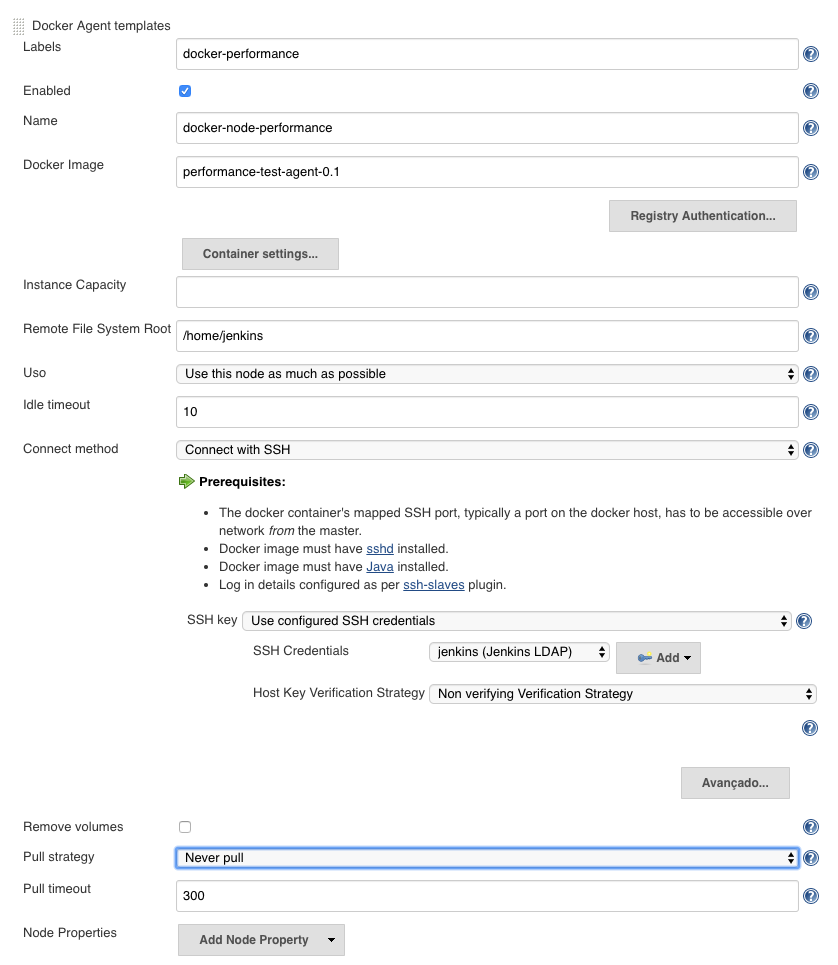 Docker Agent templates
Labels
docker-performance
Enabled
Name
docker-node-performance
Docker Image
performance-test-agent-0.1
Registry Authentication...
Container settings...
Instance Capacity
Remote File System Root
/home/jenkins
Uso
Use this node as much as possible
Idle timeout
10
Connect method
Connect with SSH
Prerequisites:
• The docker container's mapped SSH port, typically a port on the docker host, has to be accessible over
network from the master.
• Docker image must have sshd installed.
• Docker image must have Java installed.
• Log in details configured as per ssh-slaves plugin.
SSH key
Use configured SSH credentials
SSH Credentials
jenkins (Jenkins LDAP)
Add
Host Key Verification Strategy
Non verifying Verification Strategy
Avançado...
Remove volumes
Pull strategy
Never pull
Pull timeout
300
Node Properties
Add Node Property